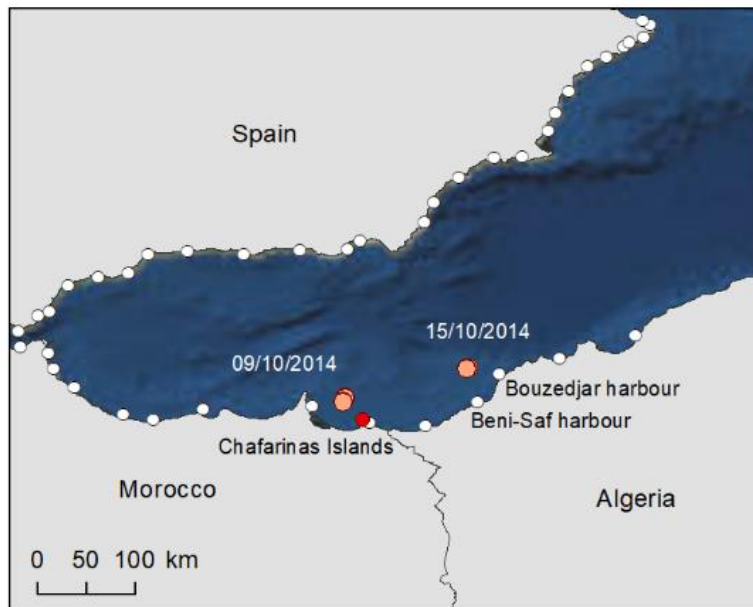 Spain
15/10/2014
09/10/2014
Bouzedjar harbour
Beni-Saf harbour
Chafarinas Islands
Morocco
Algeria
0 50 100 km